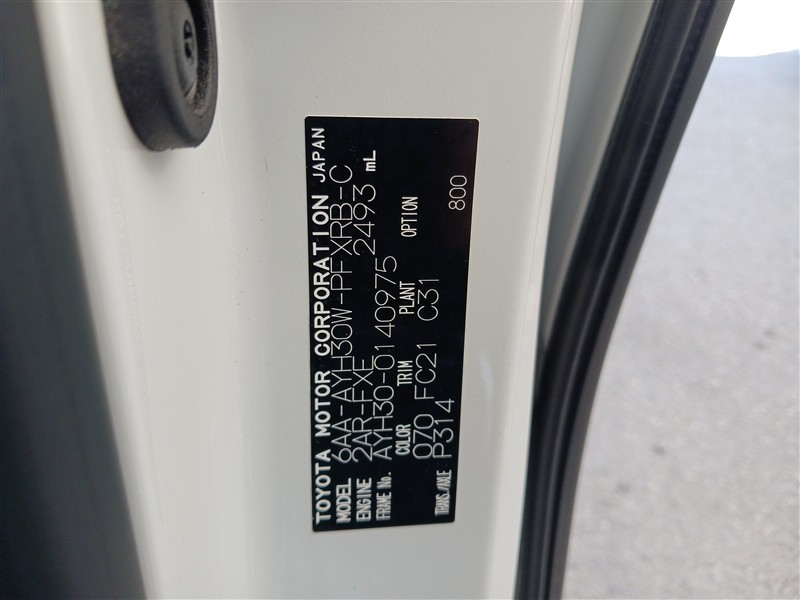 TOYOTA MOTOR CORPORATION JAPAN
MODEL 6AA-AYH30W-PFXRB-C
ENGINE 2AR-FXE 2493 mL
FRAME No. AYH30-0140975
COLOR TRIM PLANT OPTION
070 FC21 C31
TRANS./AXLE P314 800